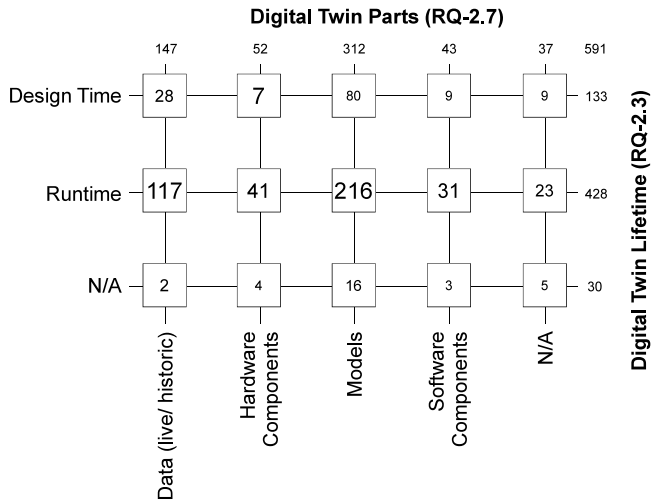 Digital Twin Parts (RQ-2.7)
147 52 312 43 37 591
Design Time 28 7 80 9 9 133
Runtime 117 41 216 31 23 428
N/A 2 4 16 3 5 30
Data (live/ historic)
Hardware
Components
Models
Software
Components
N/A
Digital Twin Lifetime (RQ-2.3)